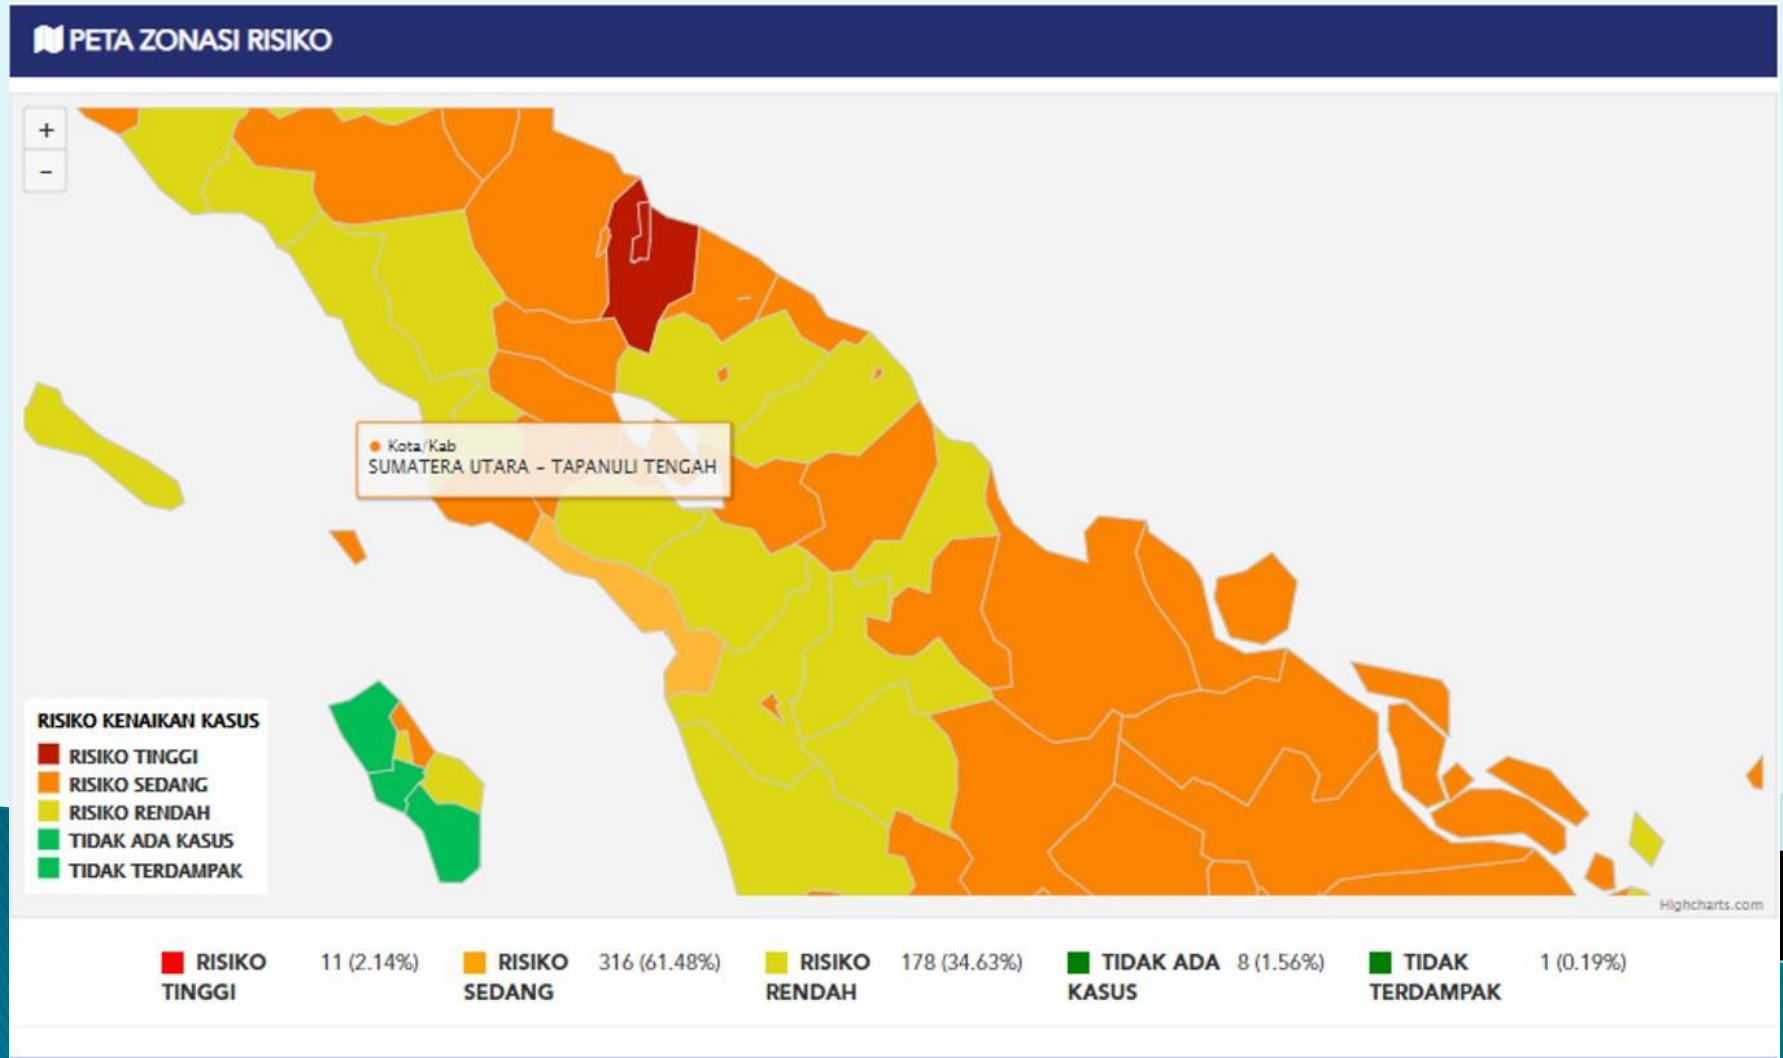 PETA ZONASI RISIKO
+
−
Kota/Kab
SUMATERA UTARA - TAPANULI TENGAH
RISIKO KENAIKAN KASUS
RISIKO TINGGI
RISIKO SEDANG
RISIKO RENDAH
TIDAK ADA KASUS
TIDAK TERDAMPAK
Highcharts.com
RISIKO TINGGI 11 (2.14%)
RISIKO SEDANG 316 (61.48%)
RISIKO RENDAH 178 (34.63%)
TIDAK ADA KASUS 8 (1.56%)
TIDAK TERDAMPAK 1 (0.19%)